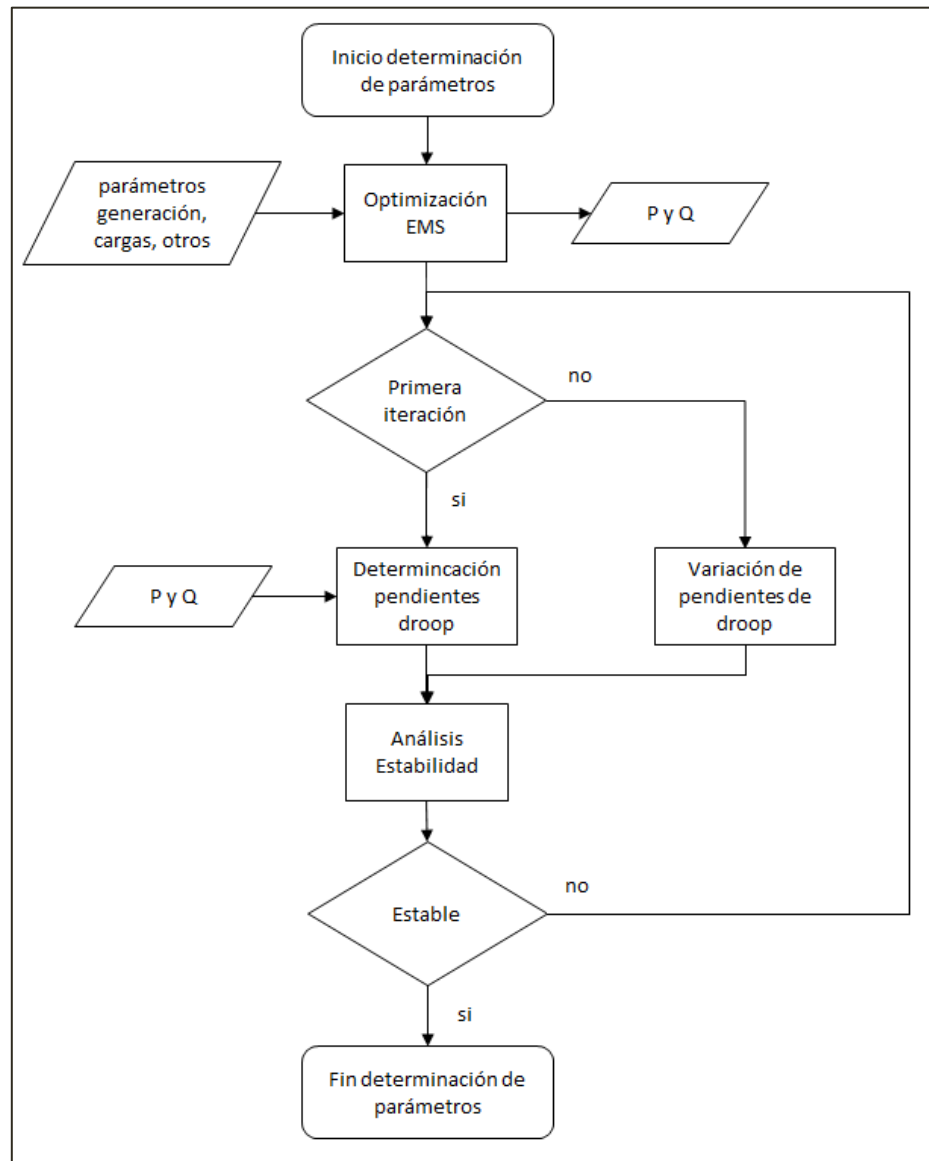 Inicio determinación
de parámetros
parámetros
generación,
cargas, otros
Optimización
EMS
P y Q
Primera
iteración
no
si
P y Q
Determincación
pendientes
droop
Variación de
pendientes de
droop
Análisis
Estabilidad
Estable
no
si
Fin determinación de
parámetros